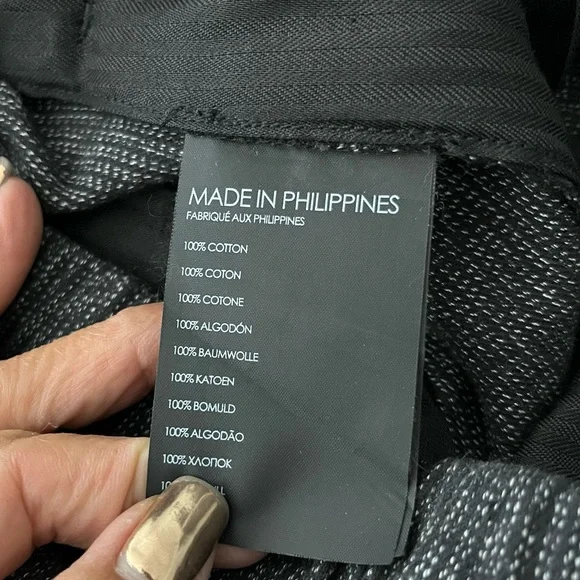 MADE IN PHILIPPINES
FABRIQUÉ AUX PHILIPPINES
100% COTTON
100% COTON
100% COTONE
100% ALGODÓN
100% BAUMWOLLE
100% KATOEN
100% BOMULD
100% ALGODÃO
100% ХЛОПОК